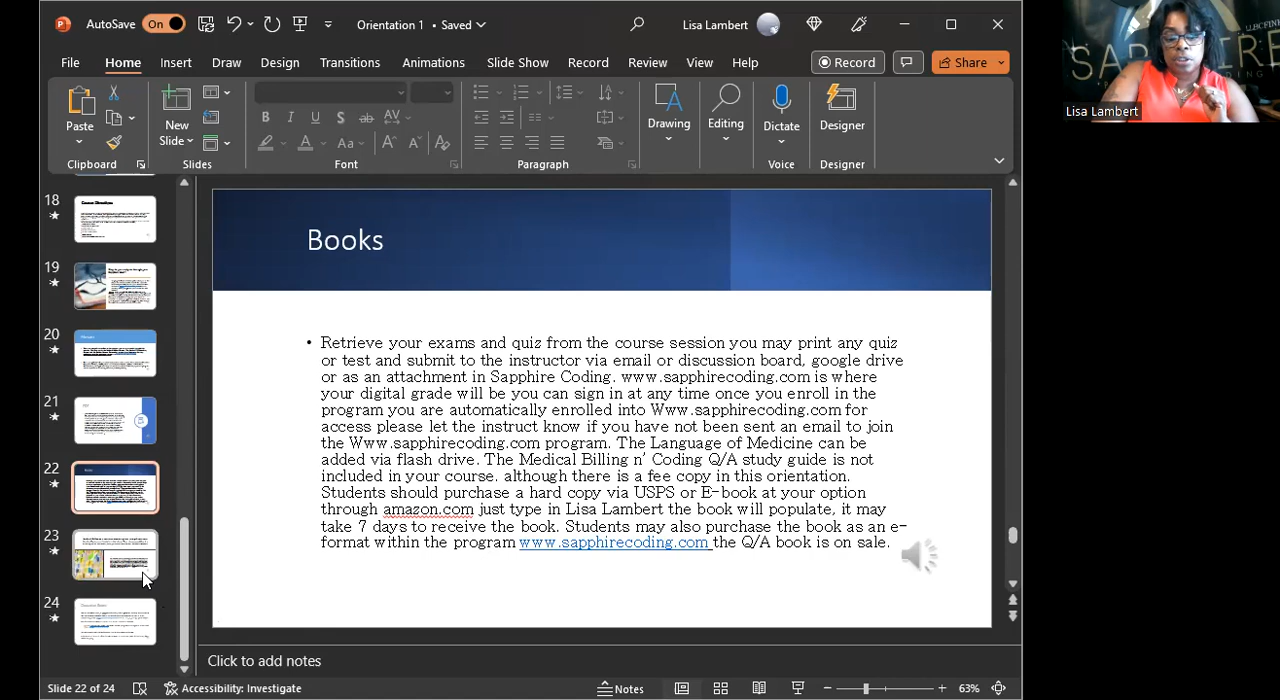 AutoSave On Orientation 1 • Saved Lisa Lambert
File Home Insert Draw Design Transitions Animations Slide Show Record Review View Help Record Share
Paste New Slide Drawing Editing Dictate Designer
B I U S ab AV
Aa A A
Clipboard Slides Font Paragraph Voice Designer
18
19
20
21
22
23
24
Books
• Retrieve your exams and quiz from the course session you may print any quiz
or test and submit to the instructor via email or discussion board, google drive
or as an attachment in Sapphire Coding. www.sapphirecoding.com is where
your digital grade will be you can sign in at any time once you enroll in the
program you are automatically enrolled into Www.sapphirecoding.com for
access please let the instruct know if you have not been sent an email to join
the Www.sapphirecoding.com program. The Language of Medicine can be
added via flash drive. The Medical Billing n’ Coding Q/A study guide is not
included in your course. although there is a fee copy in this orientation.
Students should purchase a hard copy via USPS or E-book at your option
through amazon.com just type in Lisa Lambert the book will populate, it may
take 7 days to receive the book. Students may also purchase the book as an e-
format within the program www.sapphirecoding.com the Q/A book is on sale.
Click to add notes
Slide 22 of 24 Accessibility: Investigate Notes 63%
SAPPHIRE
Lisa Lambert